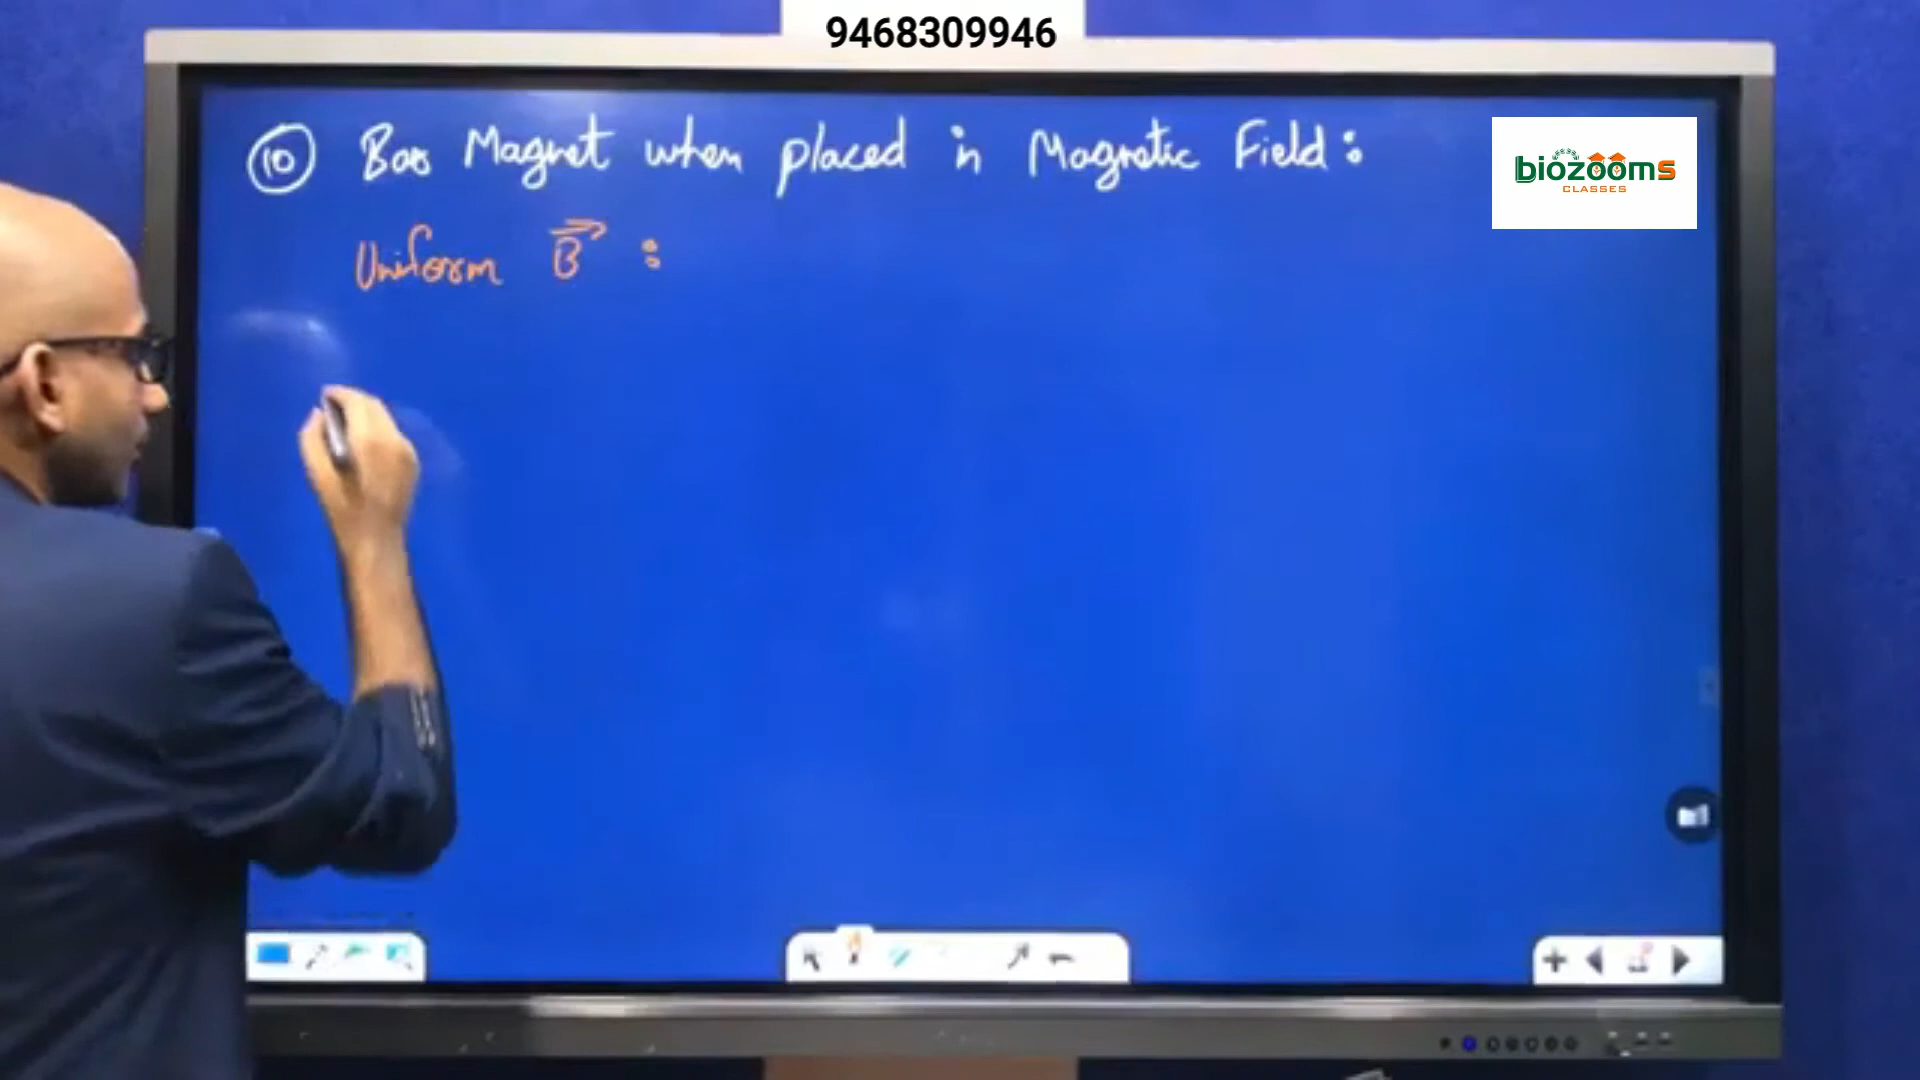 9468309946
10 Bar Magnet when placed in Magnetic Field :
biozooms
CLASSES
Uniform B⃗ :